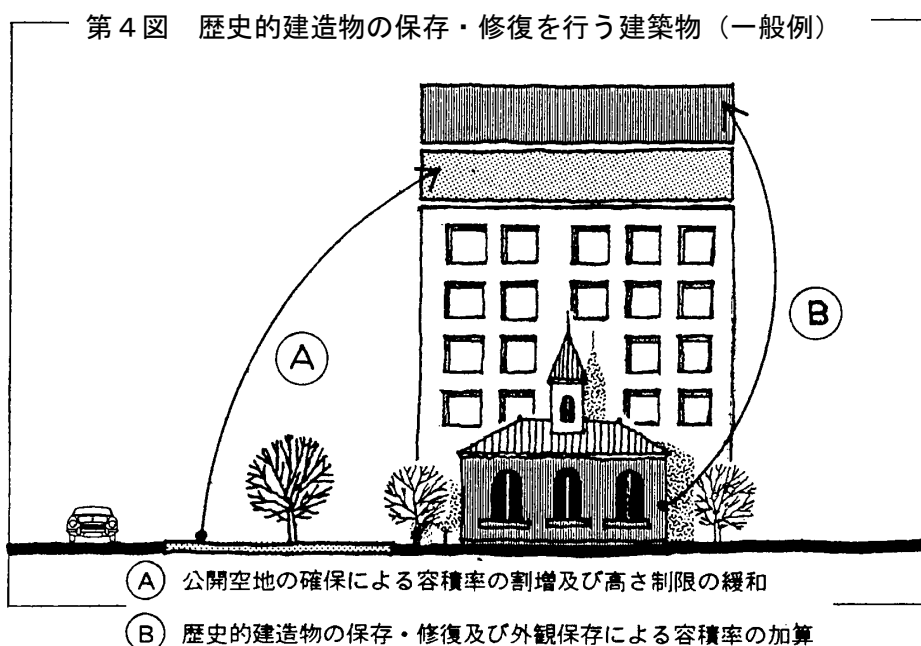 第４図 歴史的建造物の保存・修復を行う建築物（一般例）
A
B
A 公開空地の確保による容積率の割増及び高さ制限の緩和
B 歴史的建造物の保存・修復及び外観保存による容積率の加算